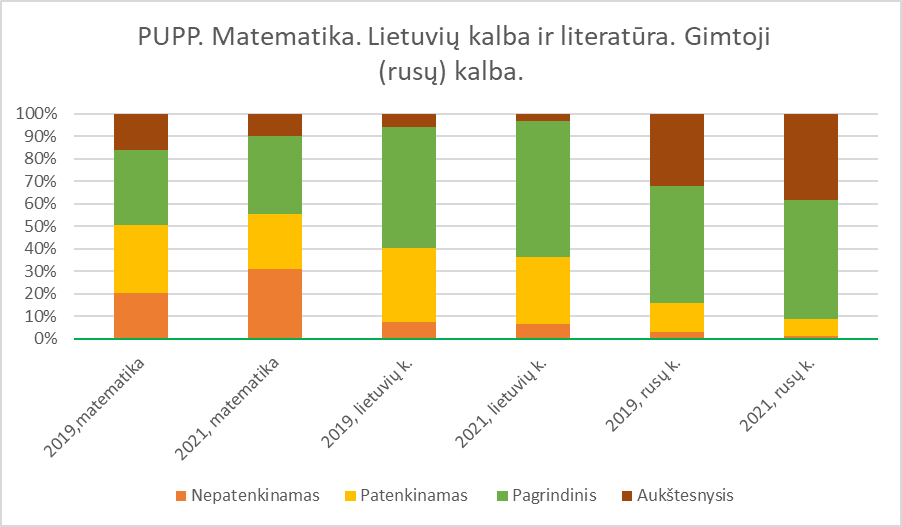 PUPP. Matematika. Lietuvių kalba ir literatūra. Gimtoji
(rusų) kalba.
100%
90%
80%
70%
60%
50%
40%
30%
20%
10%
0%
2019,matematika
2021, matematika
2019, lietuvių k.
2021, lietuvių k.
2019, rusų k.
2021, rusų k.
Nepatenkinamas Patenkinamas Pagrindinis Aukštesnysis